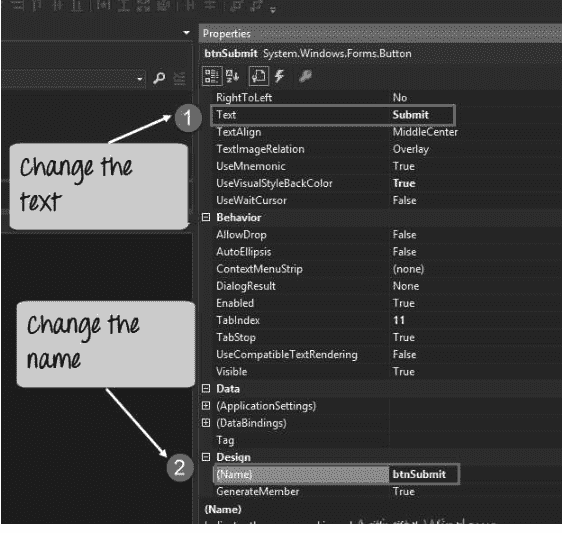 Properties
btnSubmit System.Windows.Forms.Button
RightToLeft No
1 Text Submit
TextAlign MiddleCenter
Change the
text
TextImageRelation Overlay
UseMnemonic True
UseVisualStyleBackColor True
UseWaitCursor False
Behavior
AllowDrop False
AutoEllipsis False
ContextMenuStrip (none)
DialogResult None
Enabled True
Change the
name
TabIndex 11
TabStop True
UseCompatibleTextRendering False
Visible True
Data
(ApplicationSettings)
(DataBindings)
Tag
Design
2 (Name) btnSubmit
GenerateMember True
(Name)